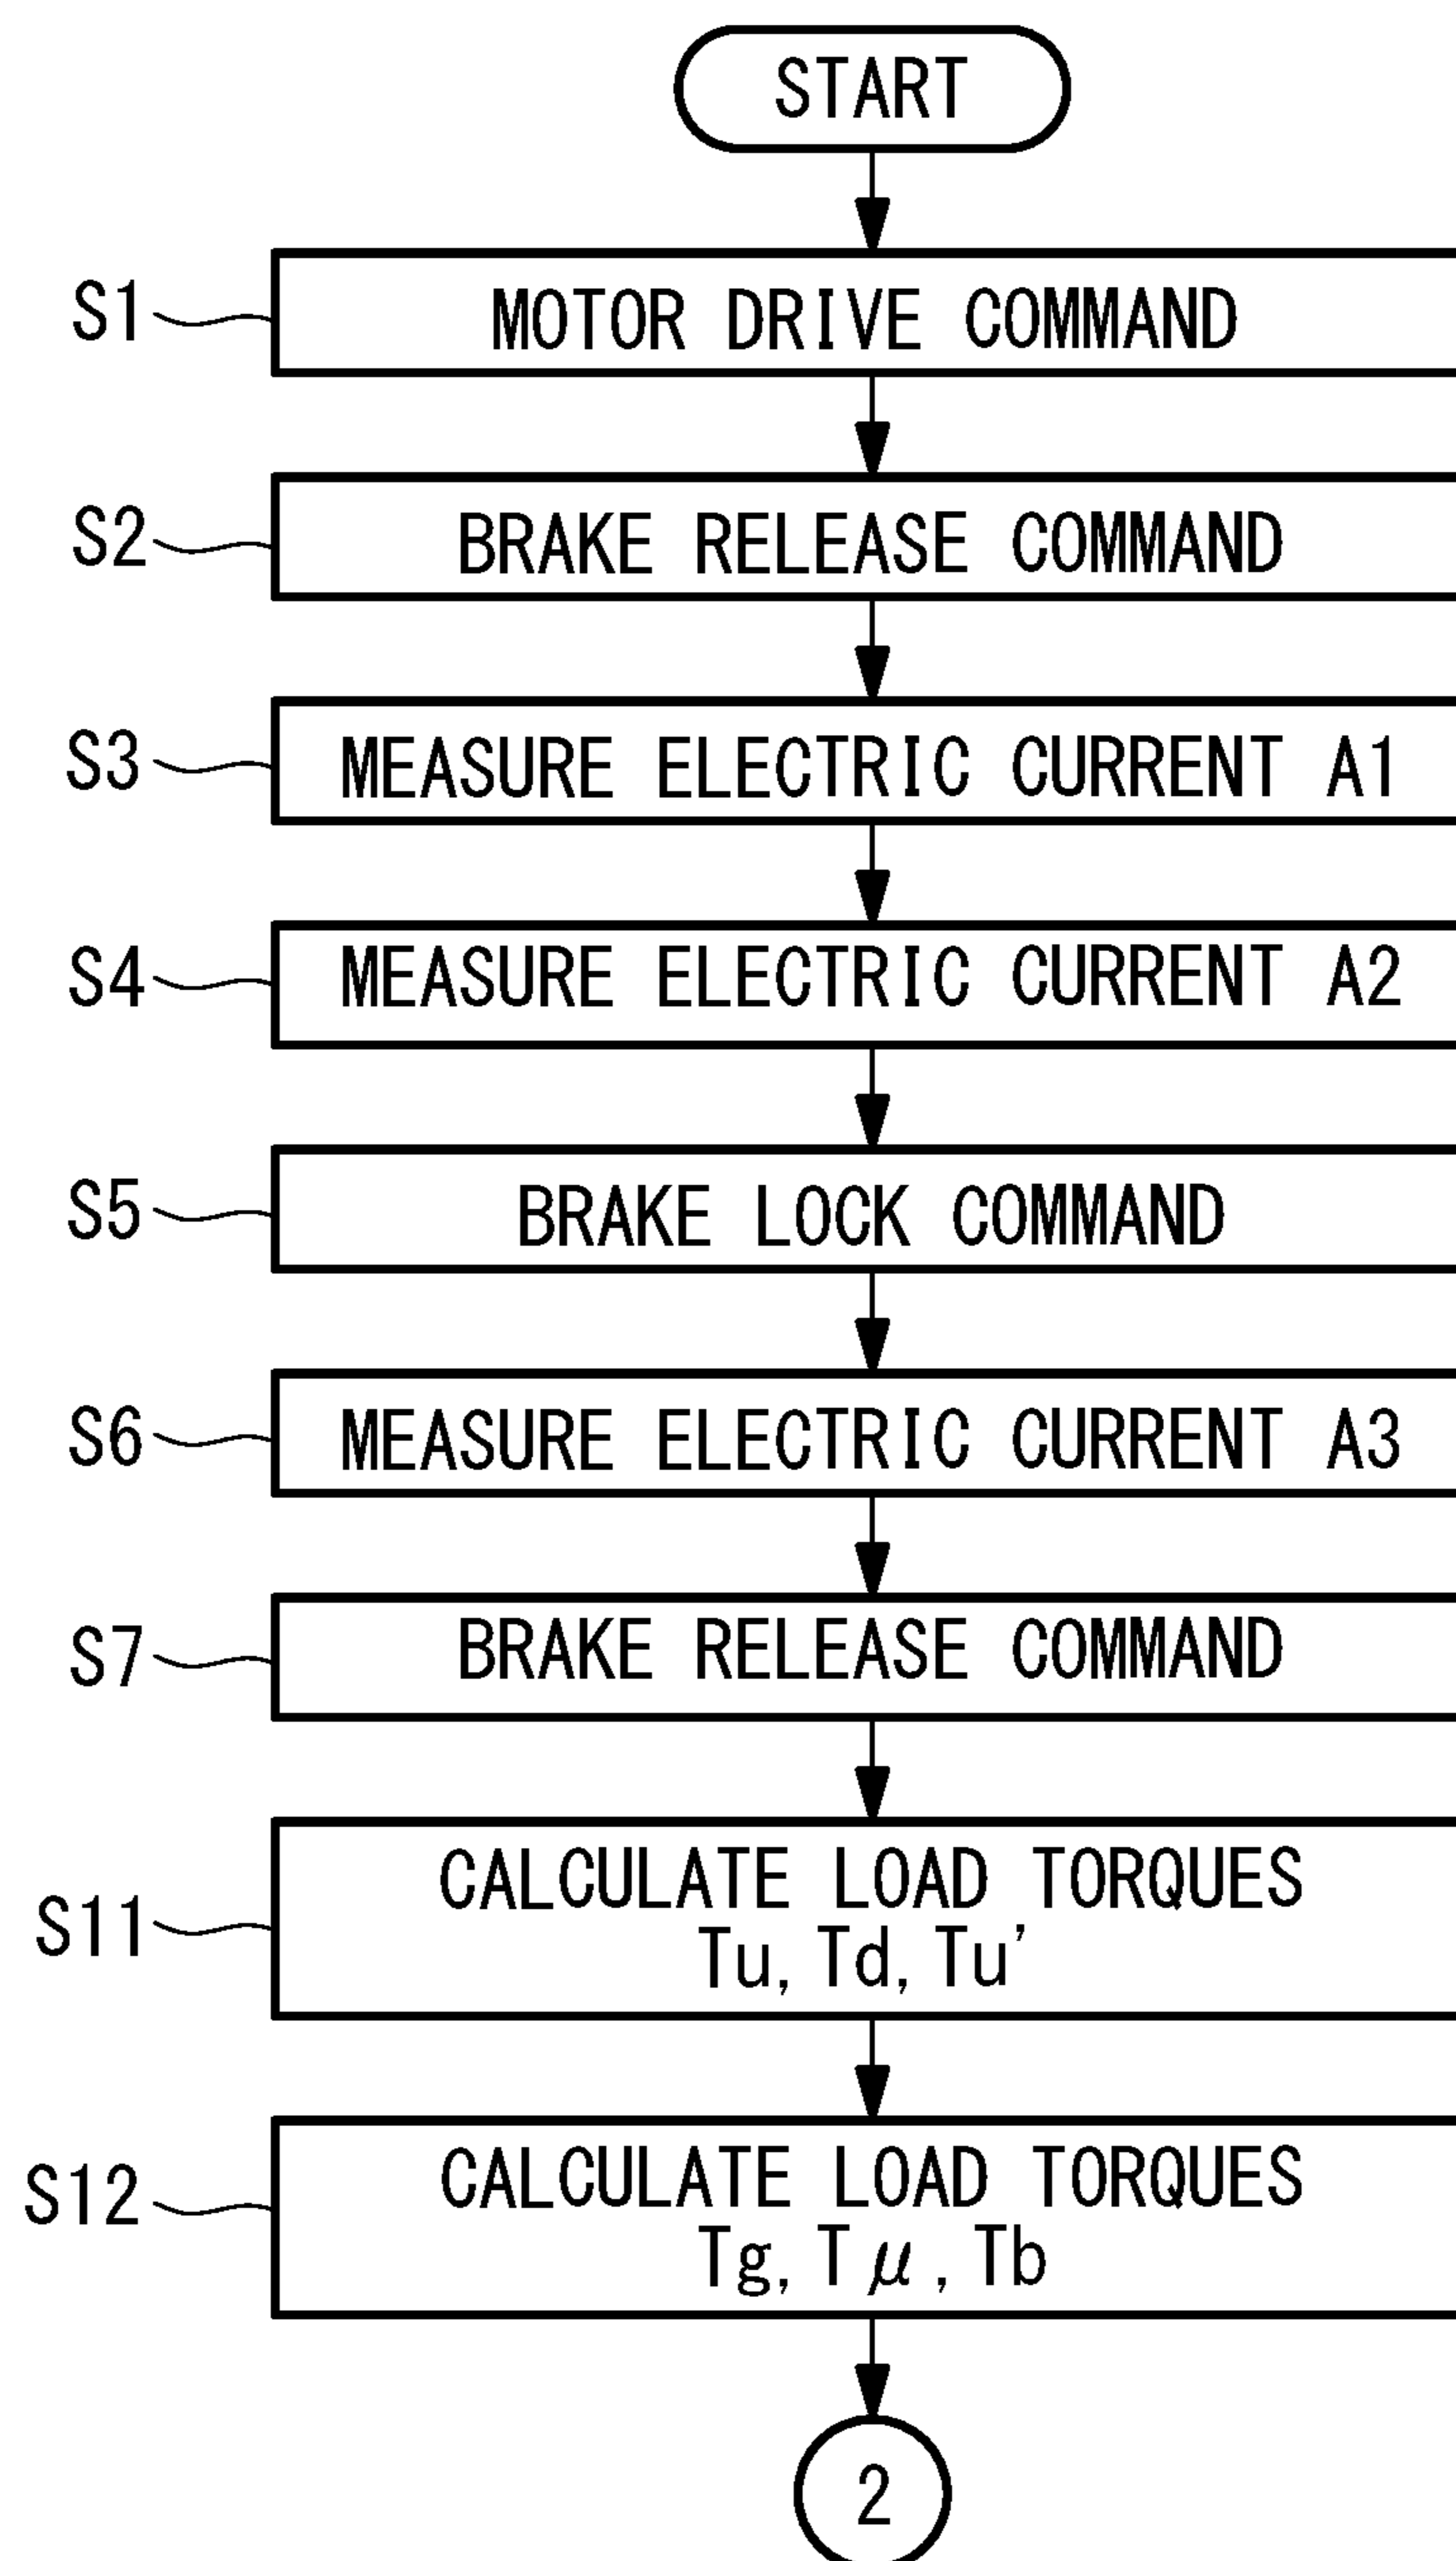 START
S1 MOTOR DRIVE COMMAND
S2 BRAKE RELEASE COMMAND
S3 MEASURE ELECTRIC CURRENT A1
S4 MEASURE ELECTRIC CURRENT A2
S5 BRAKE LOCK COMMAND
S6 MEASURE ELECTRIC CURRENT A3
S7 BRAKE RELEASE COMMAND
S11 CALCULATE LOAD TORQUES
Tu, Td, Tu'
S12 CALCULATE LOAD TORQUES
Tg, Tμ, Tb
2